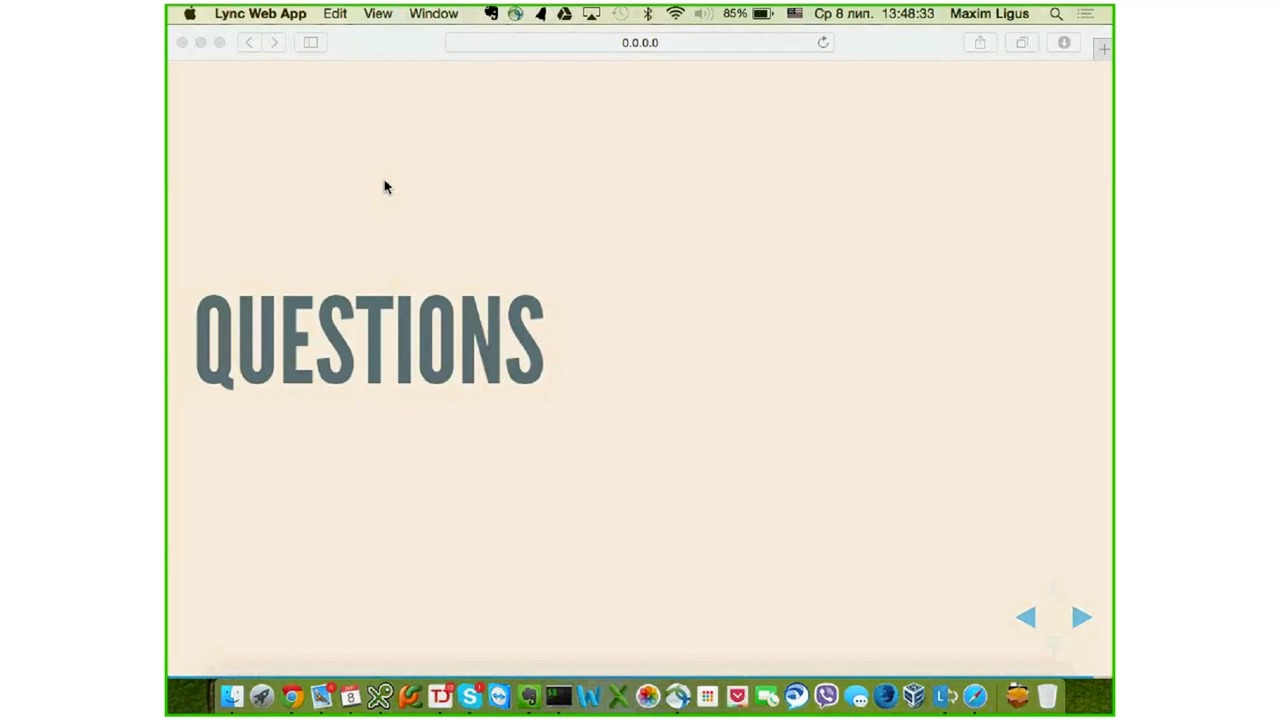 Lync Web App Edit View Window 85% Ср 8 лип. 13:48:33 Maxim Ligus
0.0.0.0
QUESTIONS